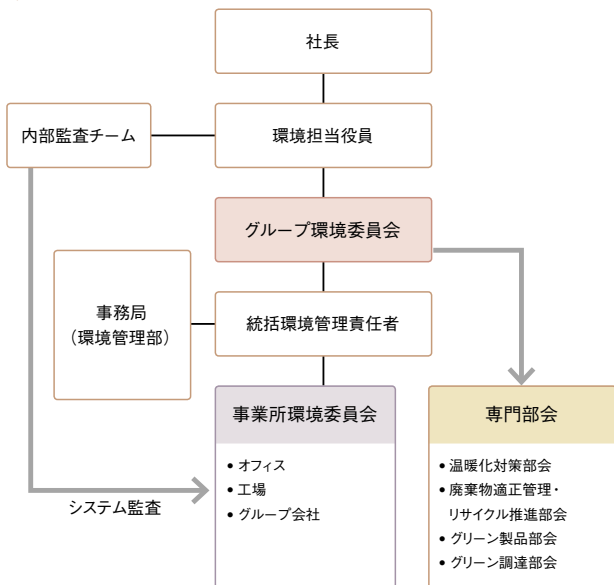 社長
内部監査チーム
環境担当役員
グループ環境委員会
事務局
（環境管理部）
統括環境管理責任者
事業所環境委員会
• オフィス
• 工場
• グループ会社
専門部会
• 温暖化対策部会
• 廃棄物適正管理・
リサイクル推進部会
• グリーン製品部会
• グリーン調達部会
システム監査